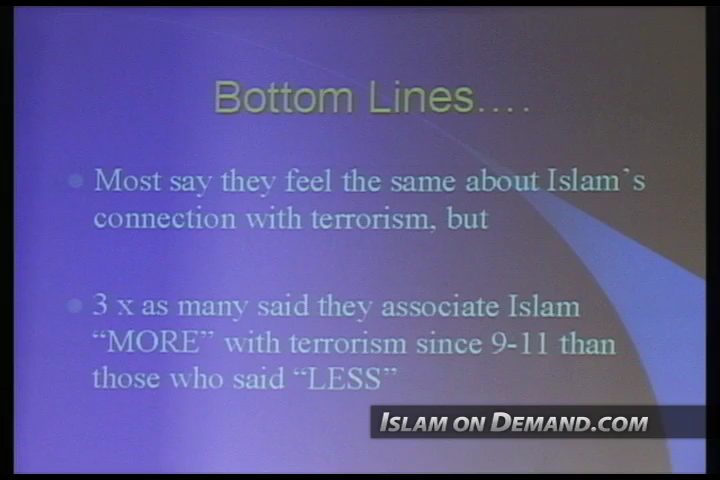 Bottom Lines....
Most say they feel the same about Islam`s
connection with terrorism, but
3 x as many said they associate Islam
“MORE” with terrorism since 9-11 than
those who said “LESS”
ISLAM ON DEMAND.COM